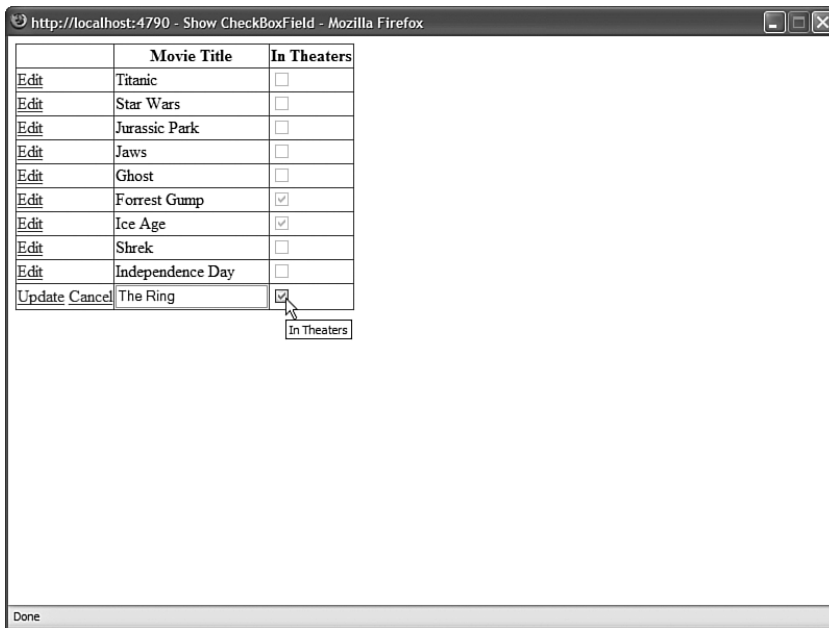 http://localhost:4790 - Show CheckBoxField - Mozilla Firefox
Movie Title In Theaters
Edit Titanic
Edit Star Wars
Edit Jurassic Park
Edit Jaws
Edit Ghost
Edit Forrest Gump
Edit Ice Age
Edit Shrek
Edit Independence Day
Update Cancel The Ring
In Theaters
Done